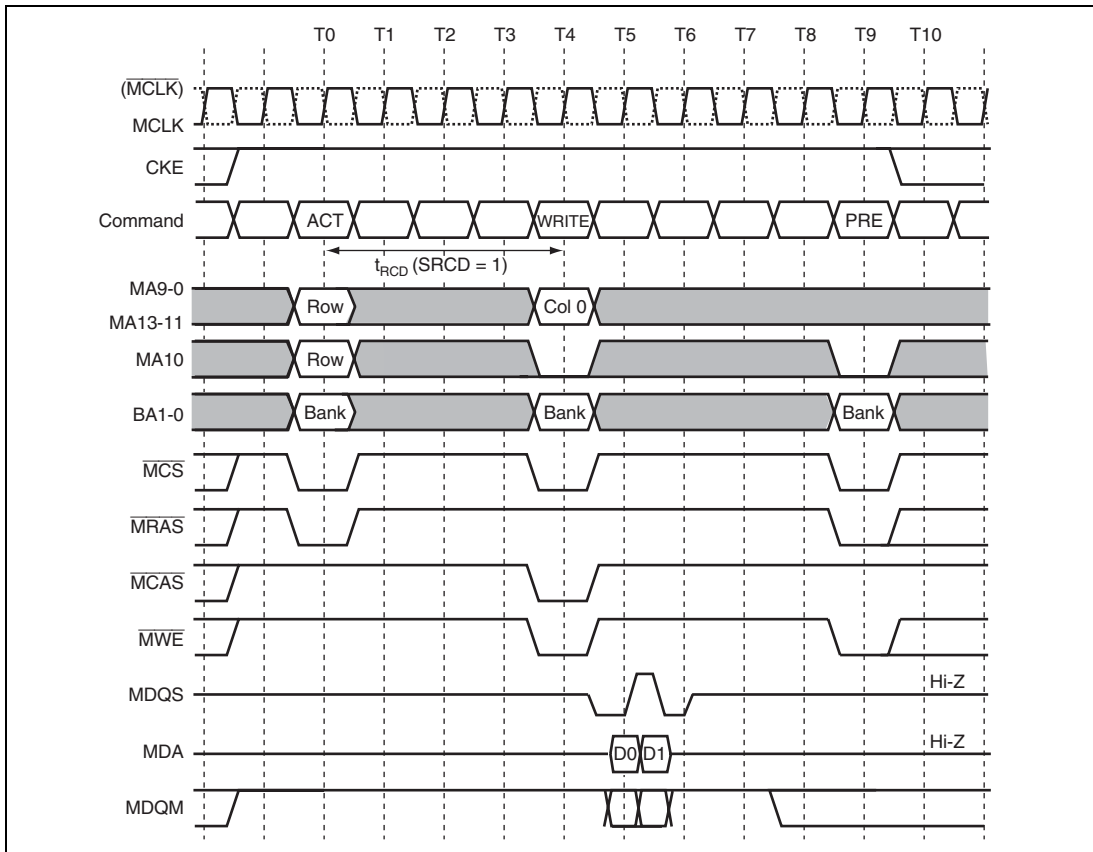 T0 T1 T2 T3 T4 T5 T6 T7 T8 T9 T10
(MCLK)
MCLK
CKE
Command ACT WRITE PRE
tRCD (SRCD = 1)
MA9-0
MA13-11 Row Col 0
MA10 Row
BA1-0 Bank Bank Bank
MCS
MRAS
MCAS
MWE
MDQS Hi-Z
MDA D0 D1 Hi-Z
MDQM